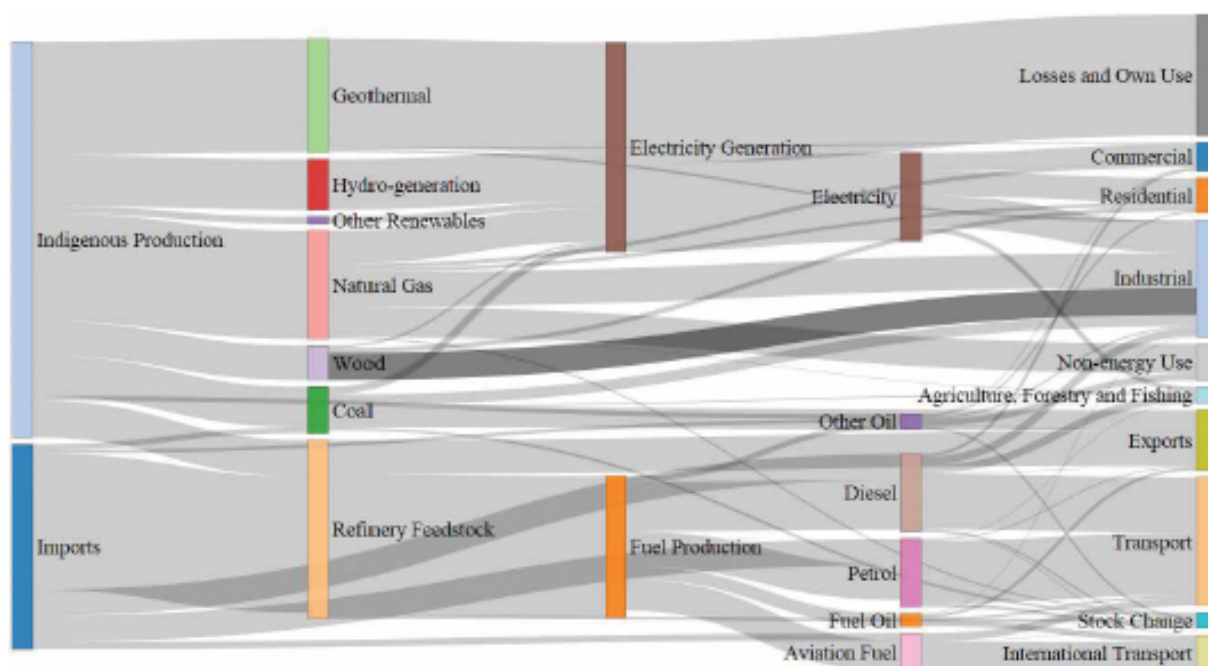 Geothermal
Hydro-generation
Other Renewables
Indigenous Production
Natural Gas
Wood
Coal
Imports
Refinery Feedstock
Electricity Generation
Fuel Production
Electricity
Other Oil
Diesel
Petrol
Fuel Oil
Aviation Fuel
Losses and Own Use
Commercial
Residential
Industrial
Non-energy Use
Agriculture, Forestry and Fishing
Exports
Transport
Stock Change
International Transport